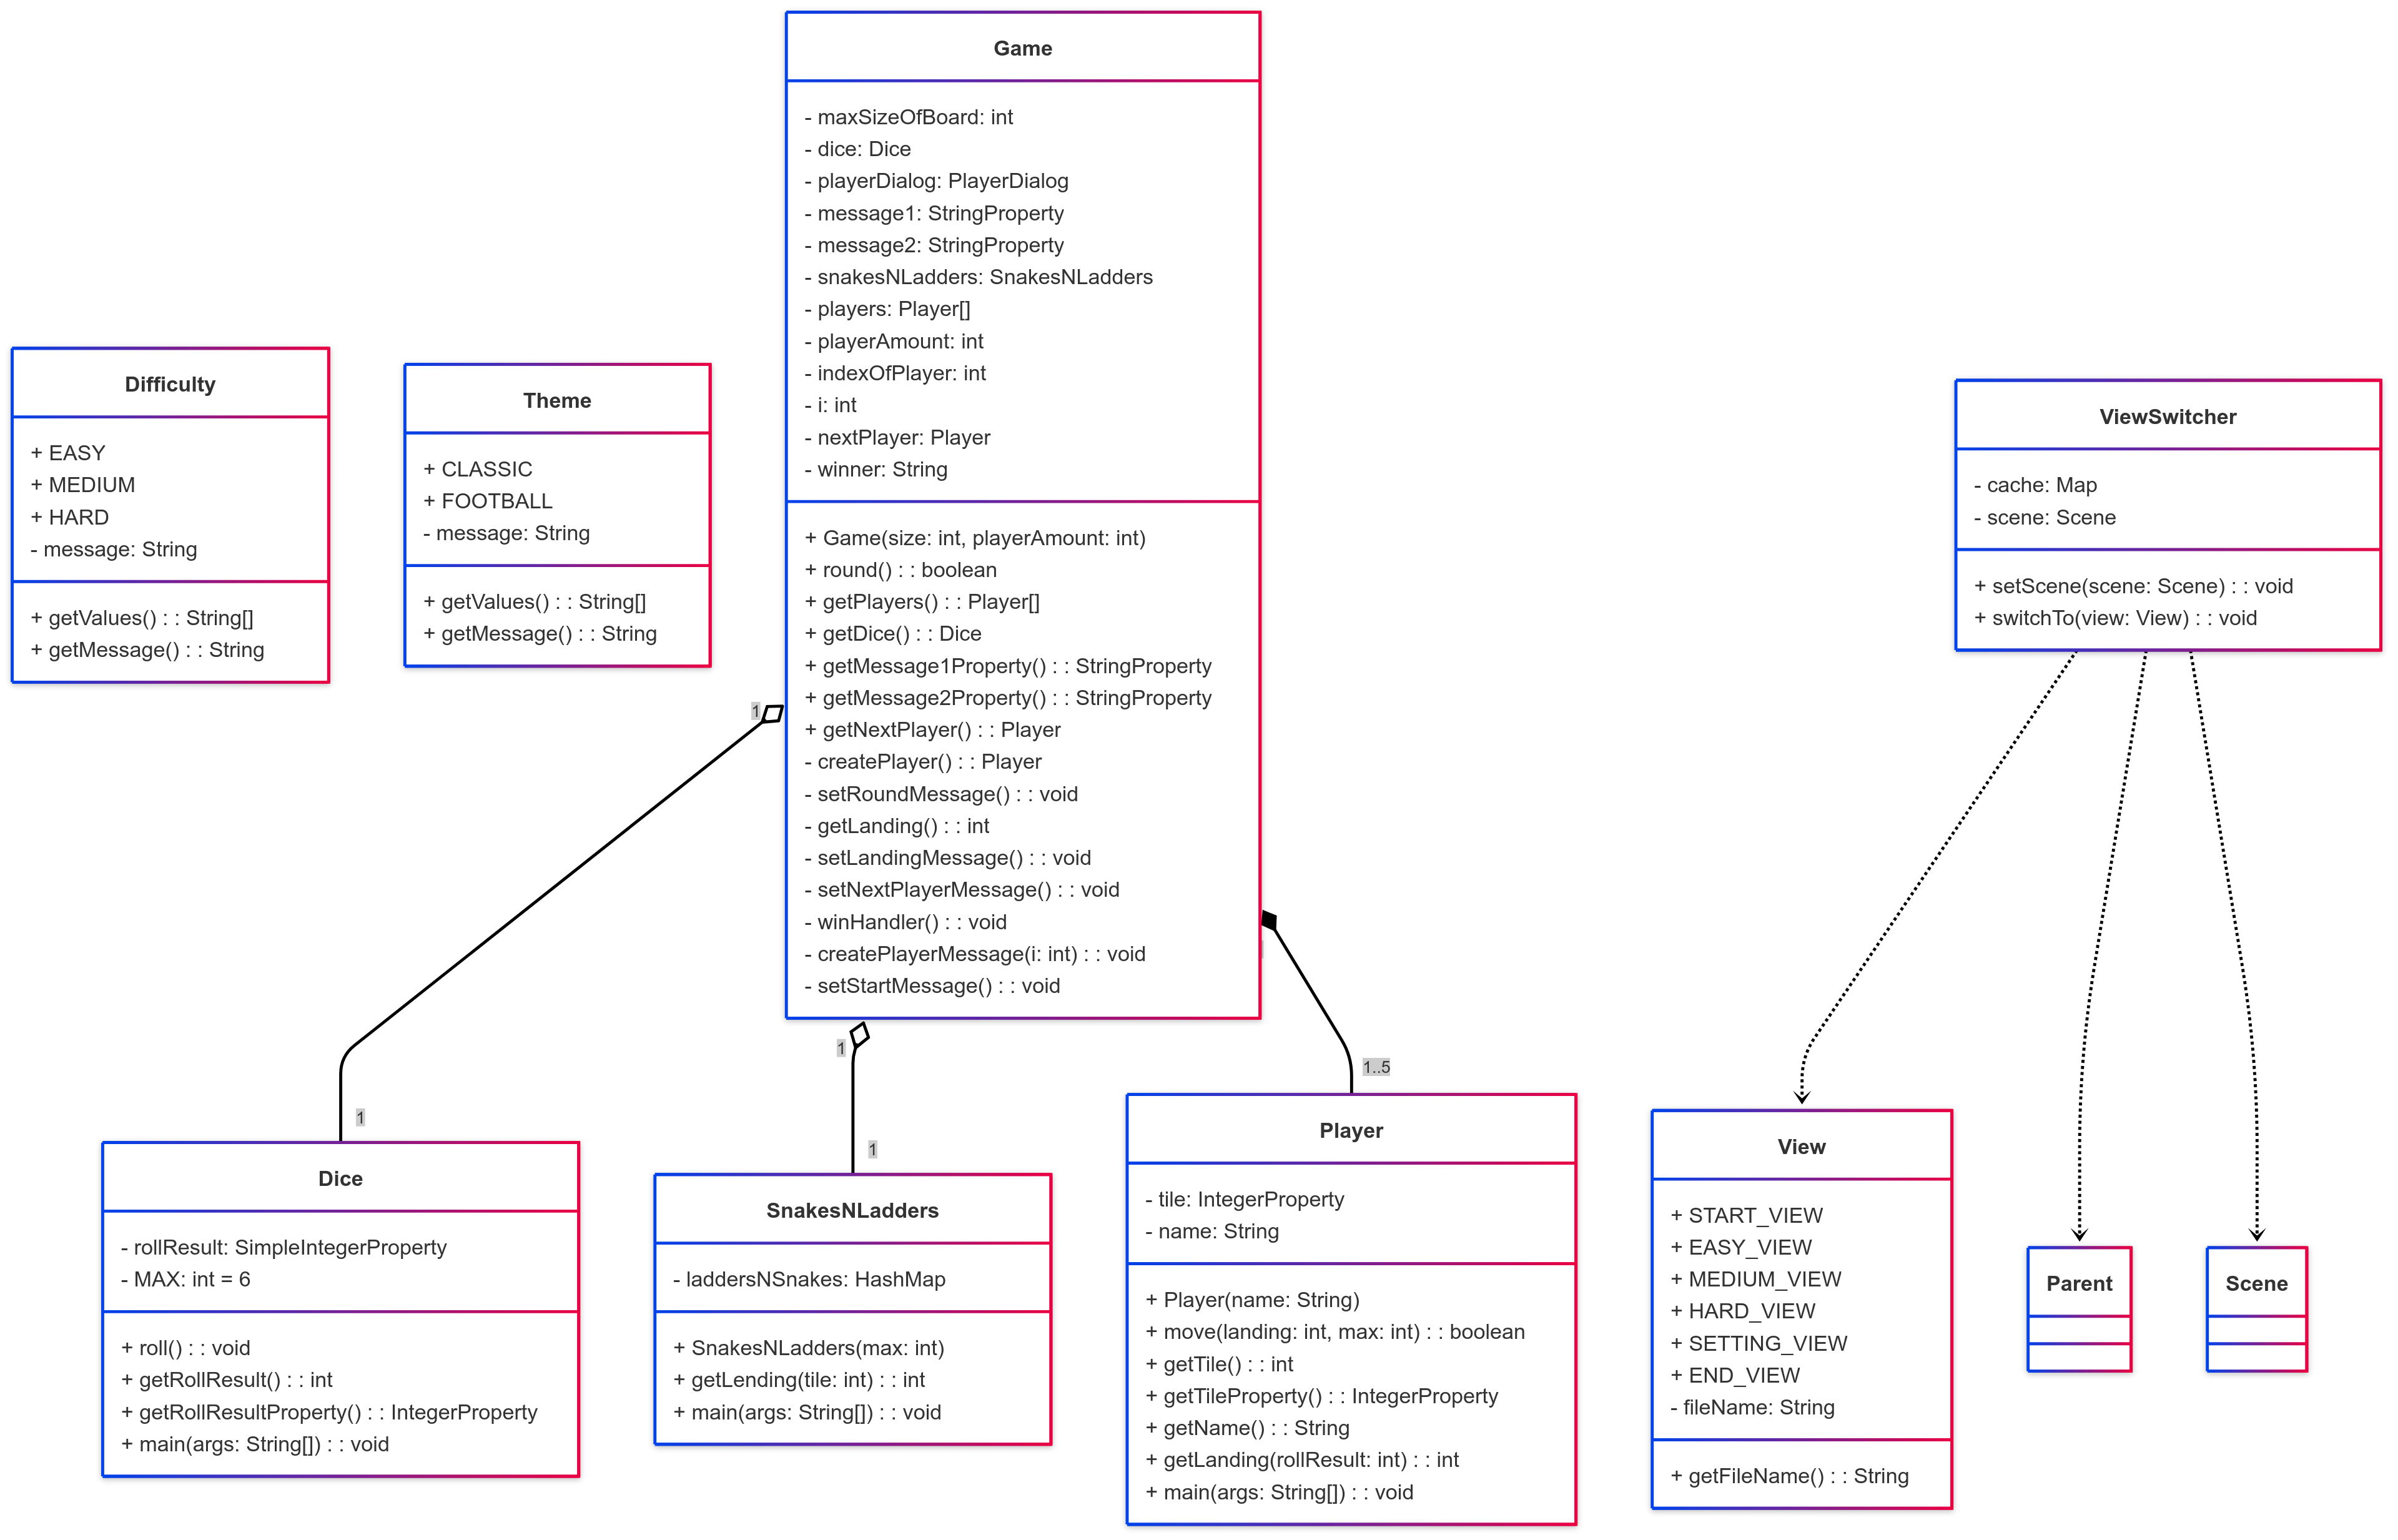 Game
- maxSizeOfBoard: int
- dice: Dice
- playerDialog: PlayerDialog
- message1: StringProperty
- message2: StringProperty
- snakesNLadders: SnakesNLadders
- players: Player[]
- playerAmount: int
- indexOfPlayer: int
- i: int
- nextPlayer: Player
- winner: String
+ Game(size: int, playerAmount: int)
+ round() : : boolean
+ getPlayers() : : Player[]
+ getDice() : : Dice
+ getMessage1Property() : : StringProperty
+ getMessage2Property() : : StringProperty
+ getNextPlayer() : : Player
- createPlayer() : : Player
- setRoundMessage() : : void
- getLanding() : : int
- setLandingMessage() : : void
- setNextPlayerMessage() : : void
- winHandler() : : void
- createPlayerMessage(i: int) : : void
- setStartMessage() : : void
Difficulty
+ EASY
+ MEDIUM
+ HARD
- message: String
+ getValues() : : String[]
+ getMessage() : : String
Theme
+ CLASSIC
+ FOOTBALL
- message: String
+ getValues() : : String[]
+ getMessage() : : String
ViewSwitcher
- cache: Map
- scene: Scene
+ setScene(scene: Scene) : : void
+ switchTo(view: View) : : void
1
1
1
1
1..5
Dice
- rollResult: SimpleIntegerProperty
- MAX: int = 6
+ roll() : : void
+ getRollResult() : : int
+ getRollResultProperty() : : IntegerProperty
+ main(args: String[]) : : void
SnakesNLadders
- laddersNSnakes: HashMap
+ SnakesNLadders(max: int)
+ getLending(tile: int) : : int
+ main(args: String[]) : : void
Player
- tile: IntegerProperty
- name: String
+ Player(name: String)
+ move(landing: int, max: int) : : boolean
+ getTile() : : int
+ getTileProperty() : : IntegerProperty
+ getName() : : String
+ getLanding(rollResult: int) : : int
+ main(args: String[]) : : void
View
+ START_VIEW
+ EASY_VIEW
+ MEDIUM_VIEW
+ HARD_VIEW
+ SETTING_VIEW
+ END_VIEW
- fileName: String
+ getFileName() : : String
Parent
Scene